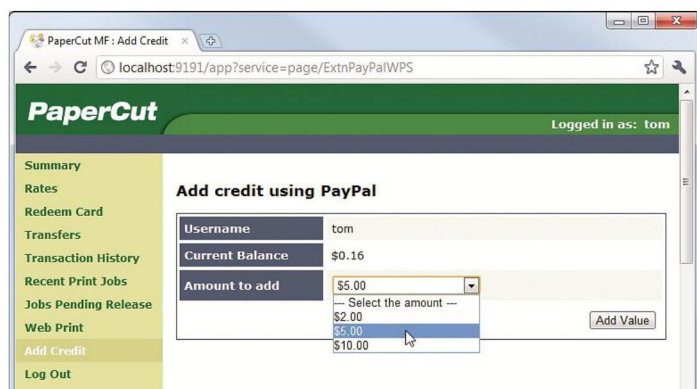 PaperCut MF : Add Credit
localhost:9191/app?service=page/ExtnPayPalWPS
PaperCut
Logged in as: tom
Summary
Rates
Redeem Card
Transfers
Transaction History
Recent Print Jobs
Jobs Pending Release
Web Print
Add Credit
Log Out
Add credit using PayPal
Username tom
Current Balance $0.16
Amount to add $5.00
--- Select the amount ---
$2.00
$5.00
$10.00
Add Value